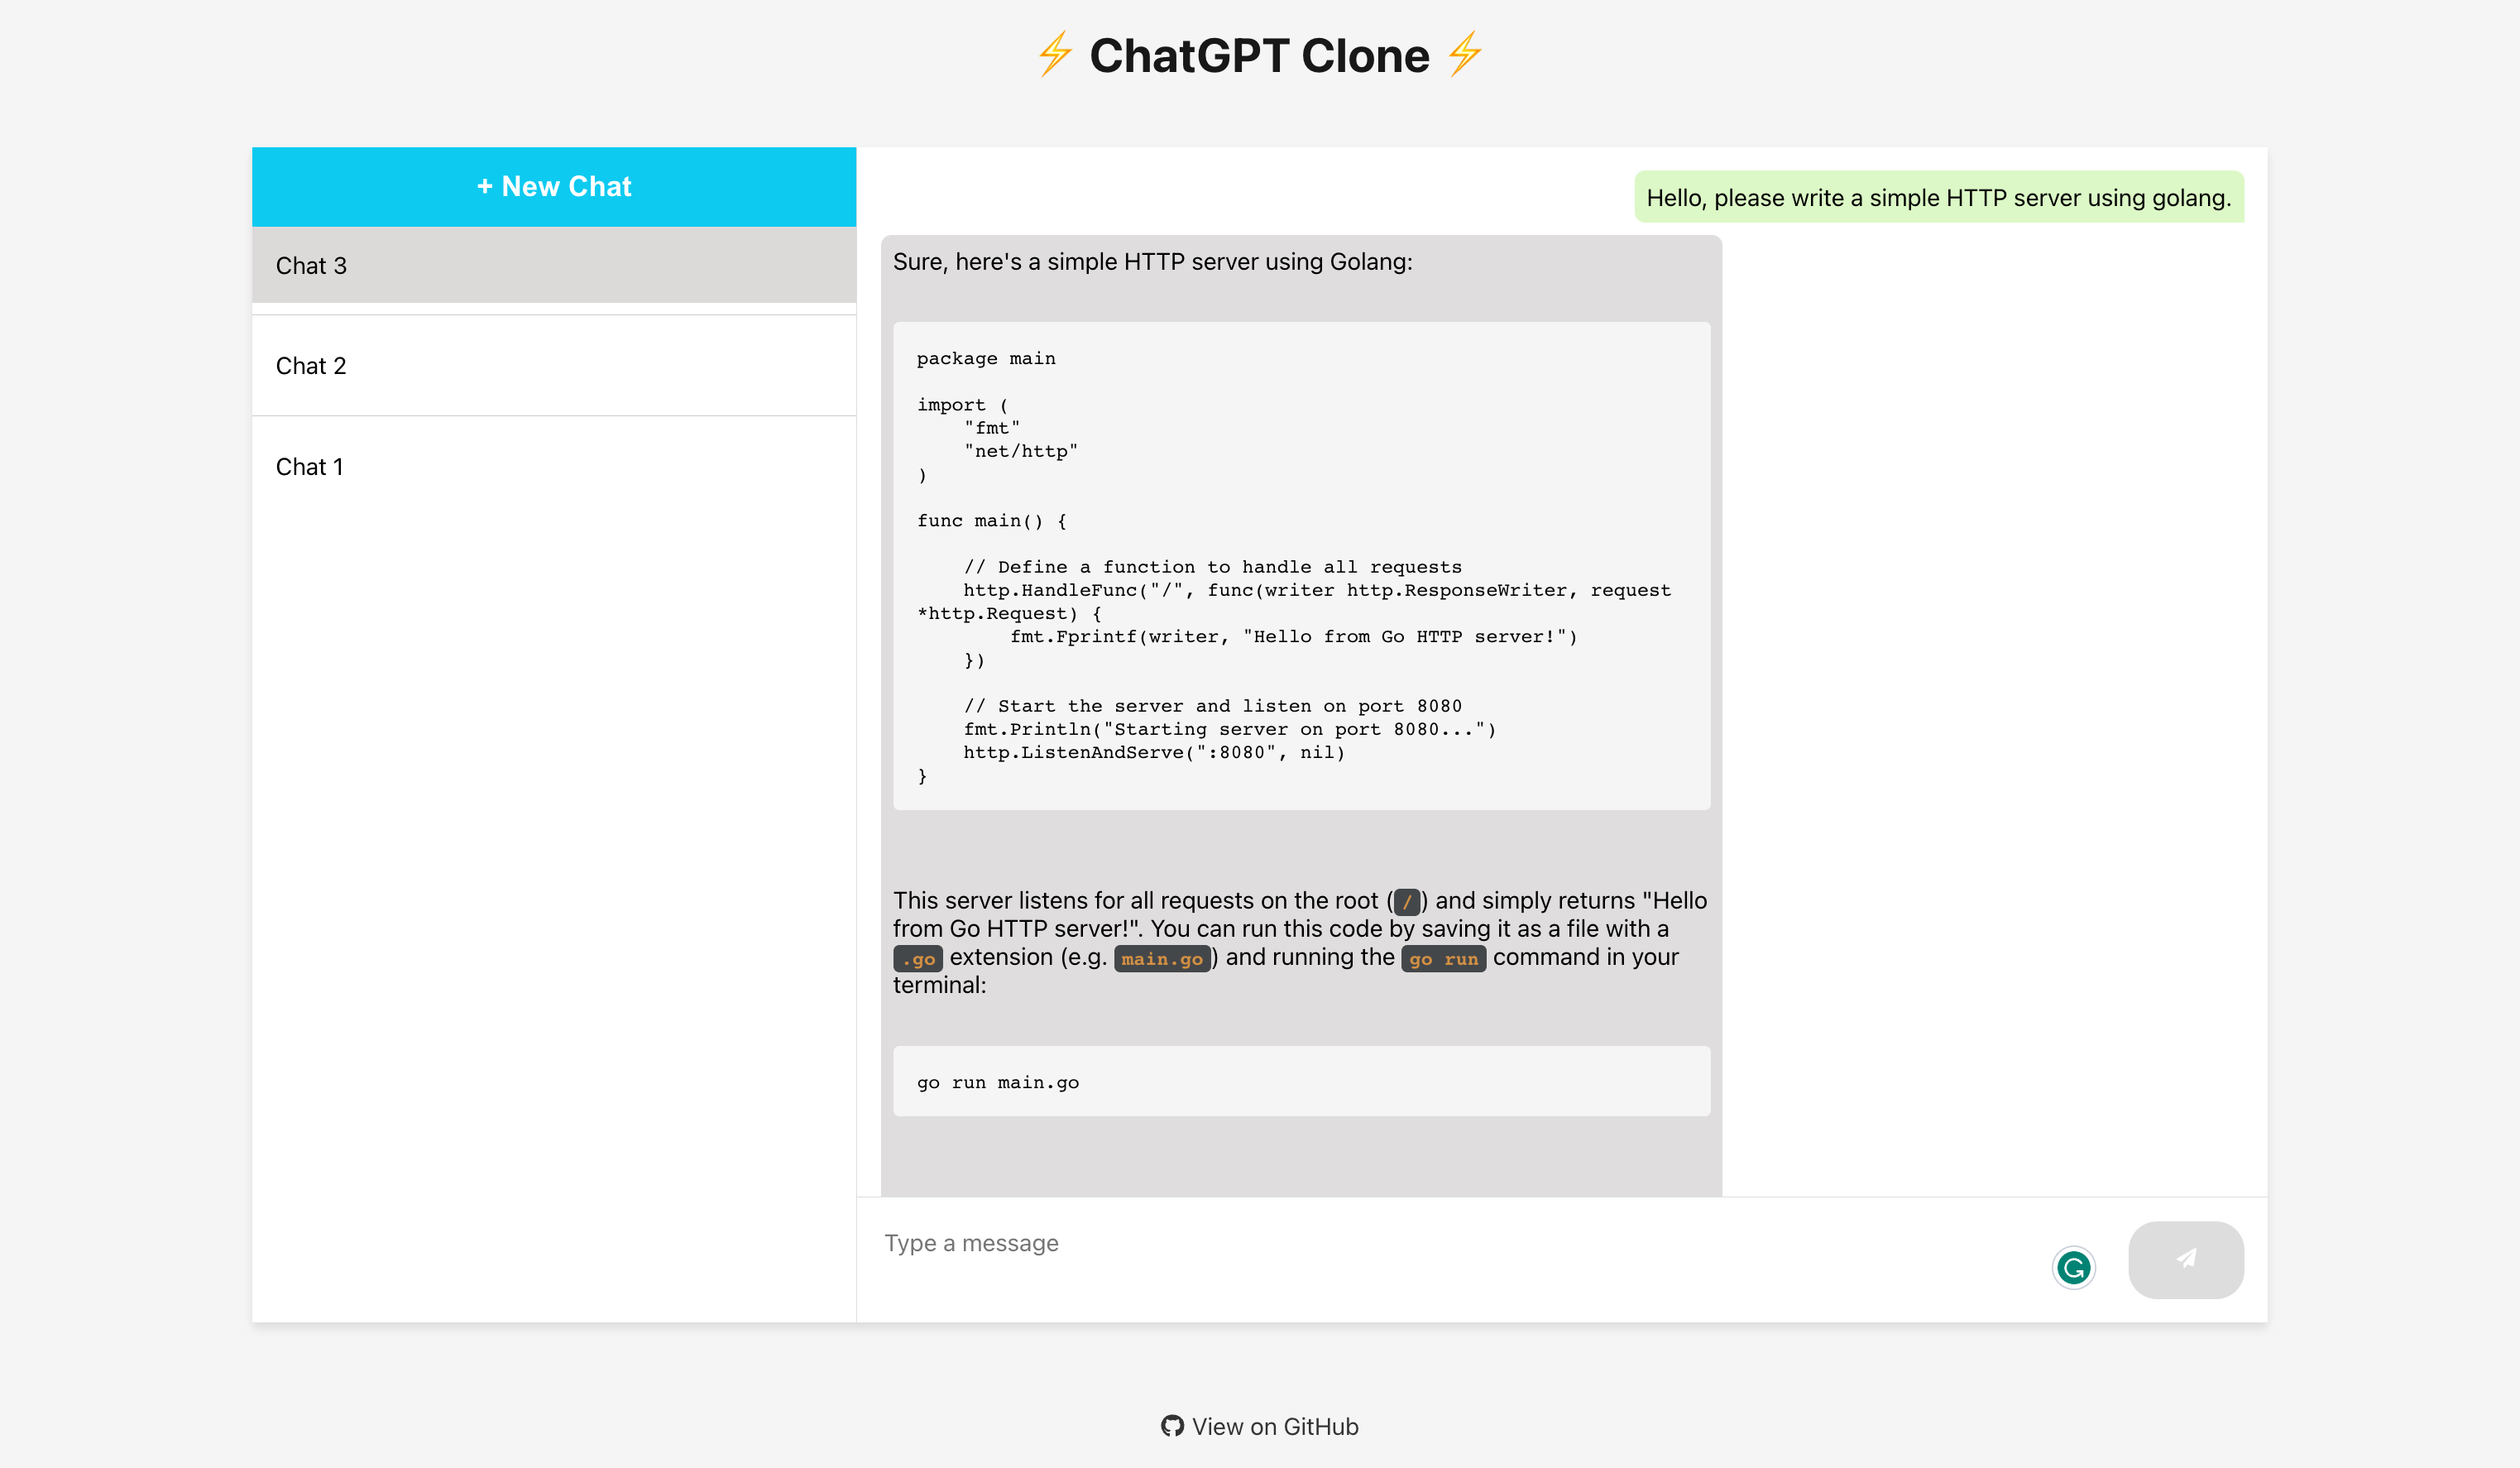 ⚡ ChatGPT Clone ⚡
+ New Chat
Chat 3
Chat 2
Chat 1
Hello, please write a simple HTTP server using golang.
Sure, here's a simple HTTP server using Golang:
package main
import (
    "fmt"
    "net/http"
)
func main() {
    // Define a function to handle all requests
    http.HandleFunc("/", func(writer http.ResponseWriter, request
*http.Request) {
        fmt.Fprintf(writer, "Hello from Go HTTP server!")
    })
    // Start the server and listen on port 8080
    fmt.Println("Starting server on port 8080...")
    http.ListenAndServe(":8080", nil)
}
This server listens for all requests on the root (/) and simply returns "Hello
from Go HTTP server!". You can run this code by saving it as a file with a
.go extension (e.g. main.go) and running the go run command in your
terminal:
go run main.go
Type a message
View on GitHub